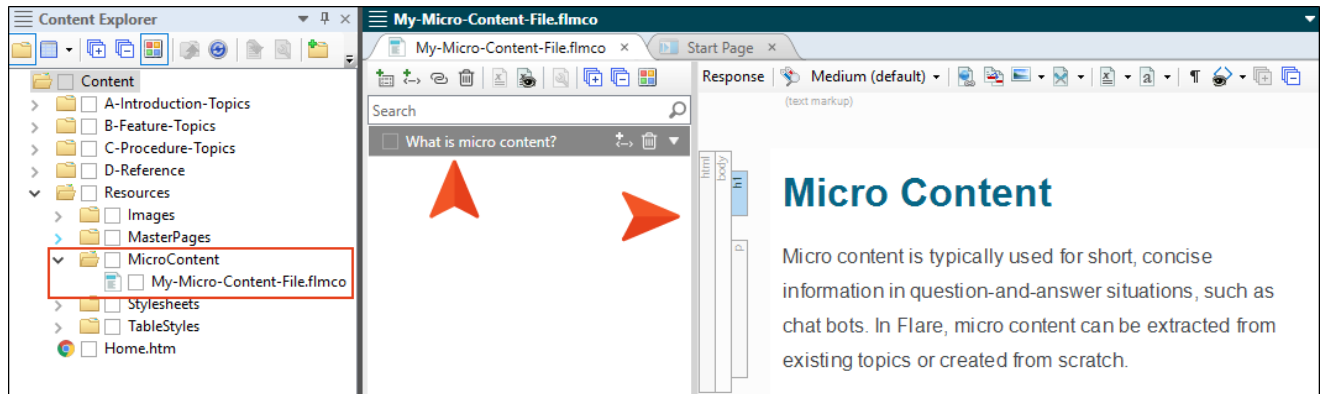 Content Explorer
My-Micro-Content-File.flmco
My-Micro-Content-File.flmco × Start Page ×
Response Medium (default)
Content
A-Introduction-Topics
B-Feature-Topics
C-Procedure-Topics
D-Reference
Resources
Images
MasterPages
MicroContent
My-Micro-Content-File.flmco
Stylesheets
TableStyles
Home.htm
Search
What is micro content?
(text markup)
html
body
h1
p
Micro Content
Micro content is typically used for short, concise
information in question-and-answer situations, such as
chat bots. In Flare, micro content can be extracted from
existing topics or created from scratch.